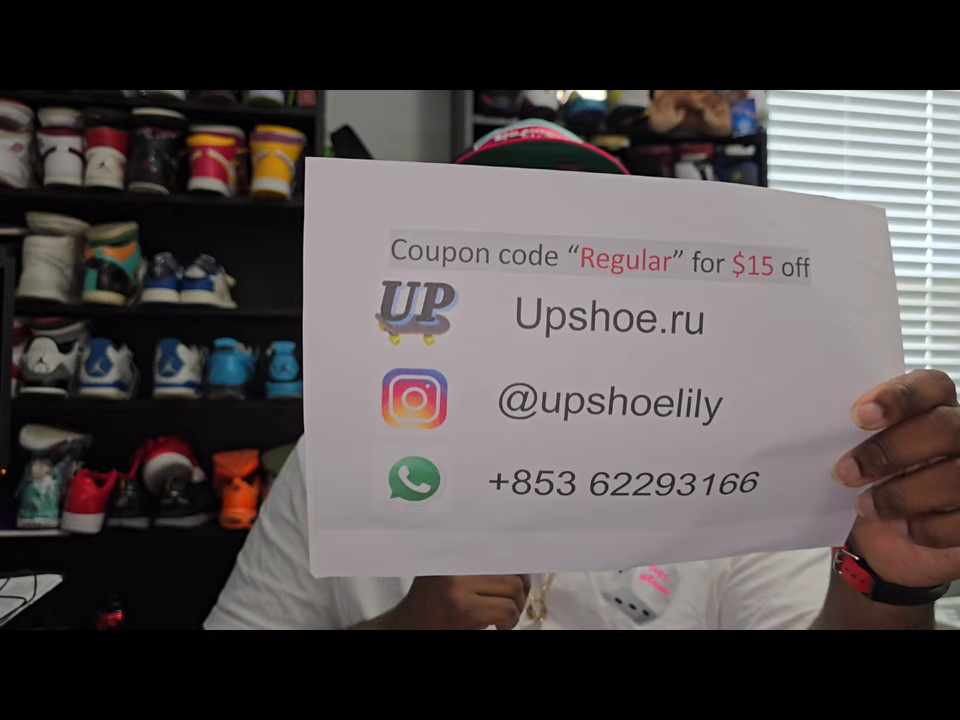 Coupon code “Regular” for $15 off
UP
Upshoe.ru
@upshoelily
+853 62293166